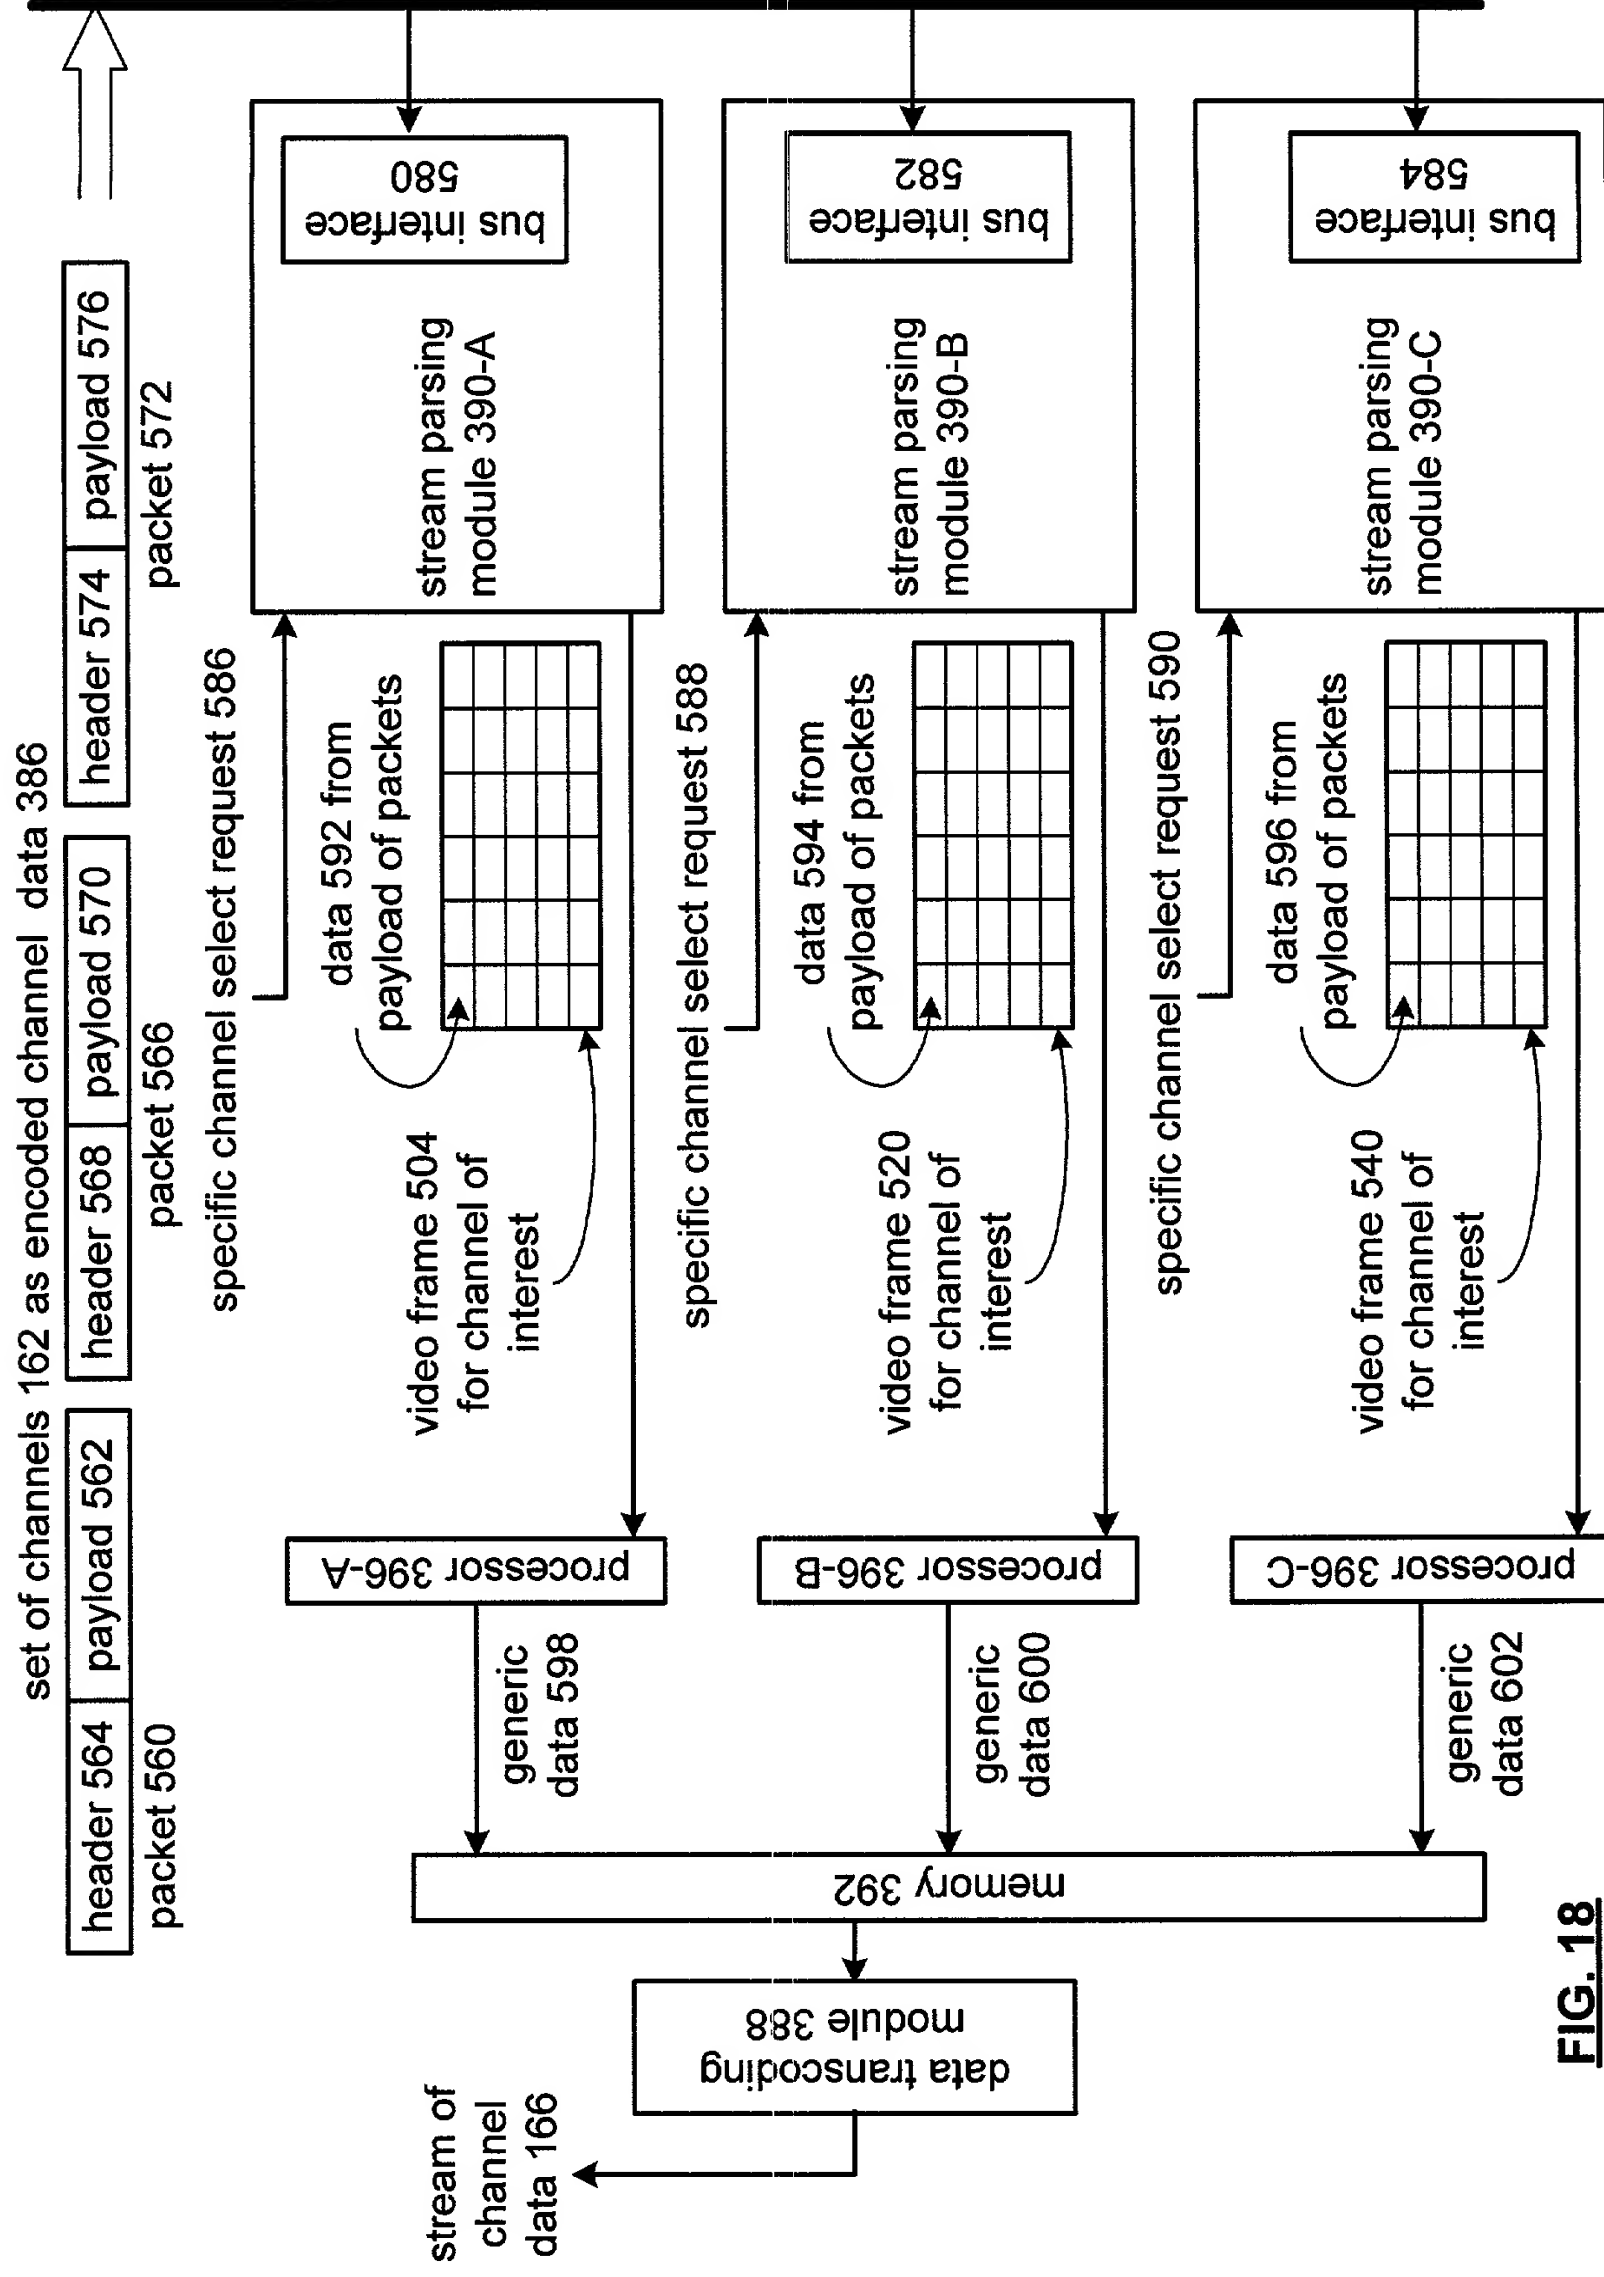 set of channels 162 as encoded channel data 386
header 564
payload 562
header 568
payload 570
header 574
payload 576
packet 560
packet 566
packet 572
specific channel select request 586
bus interface
580
stream parsing
module 390-A
data 592 from
payload of packets
video frame 504
for channel of
interest
processor 396-A
generic
data 598
specific channel select request 588
bus interface
582
stream parsing
module 390-B
data 594 from
payload of packets
video frame 520
for channel of
interest
processor 396-B
generic
data 600
specific channel select request 590
bus interface
584
stream parsing
module 390-C
data 596 from
payload of packets
video frame 540
for channel of
interest
processor 396-C
generic
data 602
memory 392
data transcoding
module 388
stream of
channel
data 166
FIG. 18